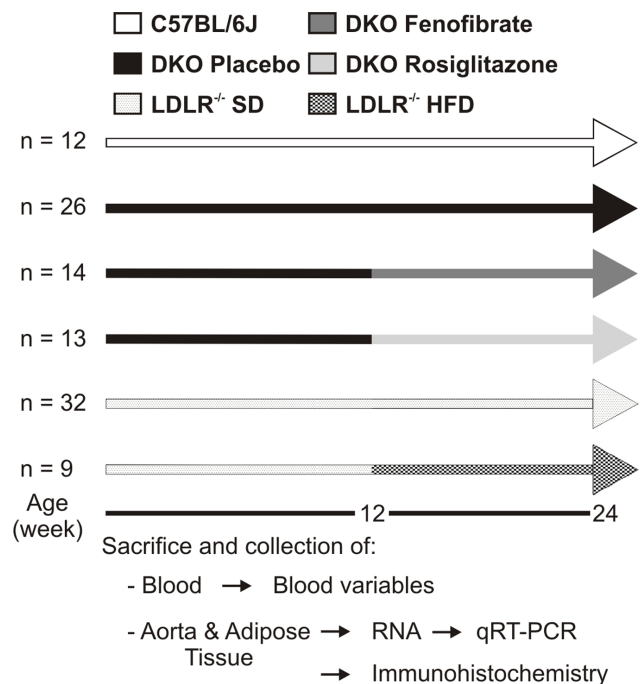 C57BL/6J DKO Fenofibrate
DKO Placebo DKO Rosiglitazone
LDLR-/- SD LDLR-/- HFD
n = 12
n = 26
n = 14
n = 13
n = 32
n = 9
Age
(week)
12 24
Sacrifice and collection of:
- Blood → Blood variables
- Aorta & Adipose → RNA → qRT-PCR
Tissue
→ Immunohistochemistry